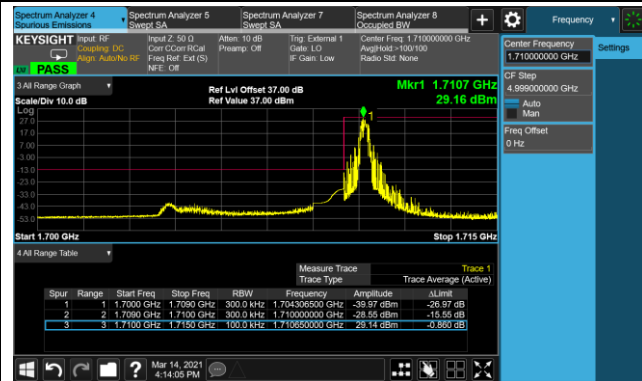 Spectrum Analyzer 4
Spurious Emissions
Spectrum Analyzer 5
Swept SA
Spectrum Analyzer 7
Swept SA
Spectrum Analyzer 8
Occupied BW
Frequency
KEYSIGHT
Input: RF
Coupling: DC
Align: Auto/No RF
Input Z: 50 Ω
Corr CCorr RCal
Freq Ref: Ext (S)
NFE: Off
Atten: 10 dB
Preamp: Off
Trig: External 1
Gate: LO
IF Gain: Low
Center Freq: 1.710000000 GHz
Avg|Hold:>100/100
Radio Std: None
LXI
PASS
Center Frequency
1.710000000 GHz
Settings
CF Step
4.999000000 GHz
Auto
Man
Freq Offset
0 Hz
3 All Range Graph
Ref Lvl Offset 37.00 dB
Mkr1 1.7107 GHz
Scale/Div 10.0 dB
Ref Value 37.00 dBm
29.16 dBm
Log
27.0
17.0
7.00
-3.00
-13.0
-23.0
-33.0
-43.0
-53.0
1
Start 1.700 GHz
Stop 1.715 GHz
4 All Range Table
Measure Trace
Trace 1
Trace Type
Trace Average (Active)
Spur Range Start Freq Stop Freq RBW Frequency Amplitude ΔLimit
1 1 1.7000 GHz 1.7090 GHz 300.0 kHz 1.704306500 GHz -39.97 dBm -26.97 dB
2 2 1.7090 GHz 1.7100 GHz 300.0 kHz 1.710000000 GHz -28.55 dBm -15.55 dB
3 3 1.7100 GHz 1.7150 GHz 100.0 kHz 1.710650000 GHz 29.14 dBm -0.860 dB
Mar 14, 2021
4:14:05 PM